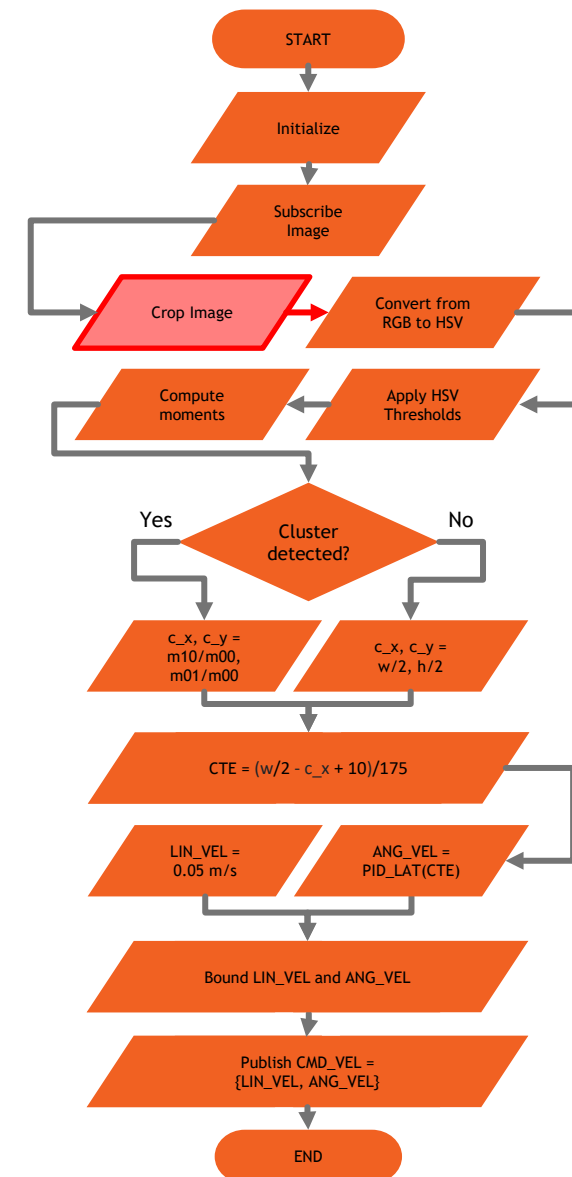 START
Initialize
Subscribe
Image
Crop Image
Convert from
RGB to HSV
Compute
moments
Apply HSV
Thresholds
Yes
No
Cluster
detected?
c_x, c_y =
m10/m00,
m01/m00
c_x, c_y =
w/2, h/2
CTE = (w/2 - c_x + 10)/175
LIN_VEL =
0.05 m/s
ANG_VEL =
PID_LAT(CTE)
Bound LIN_VEL and ANG_VEL
Publish CMD_VEL =
{LIN_VEL, ANG_VEL}
END